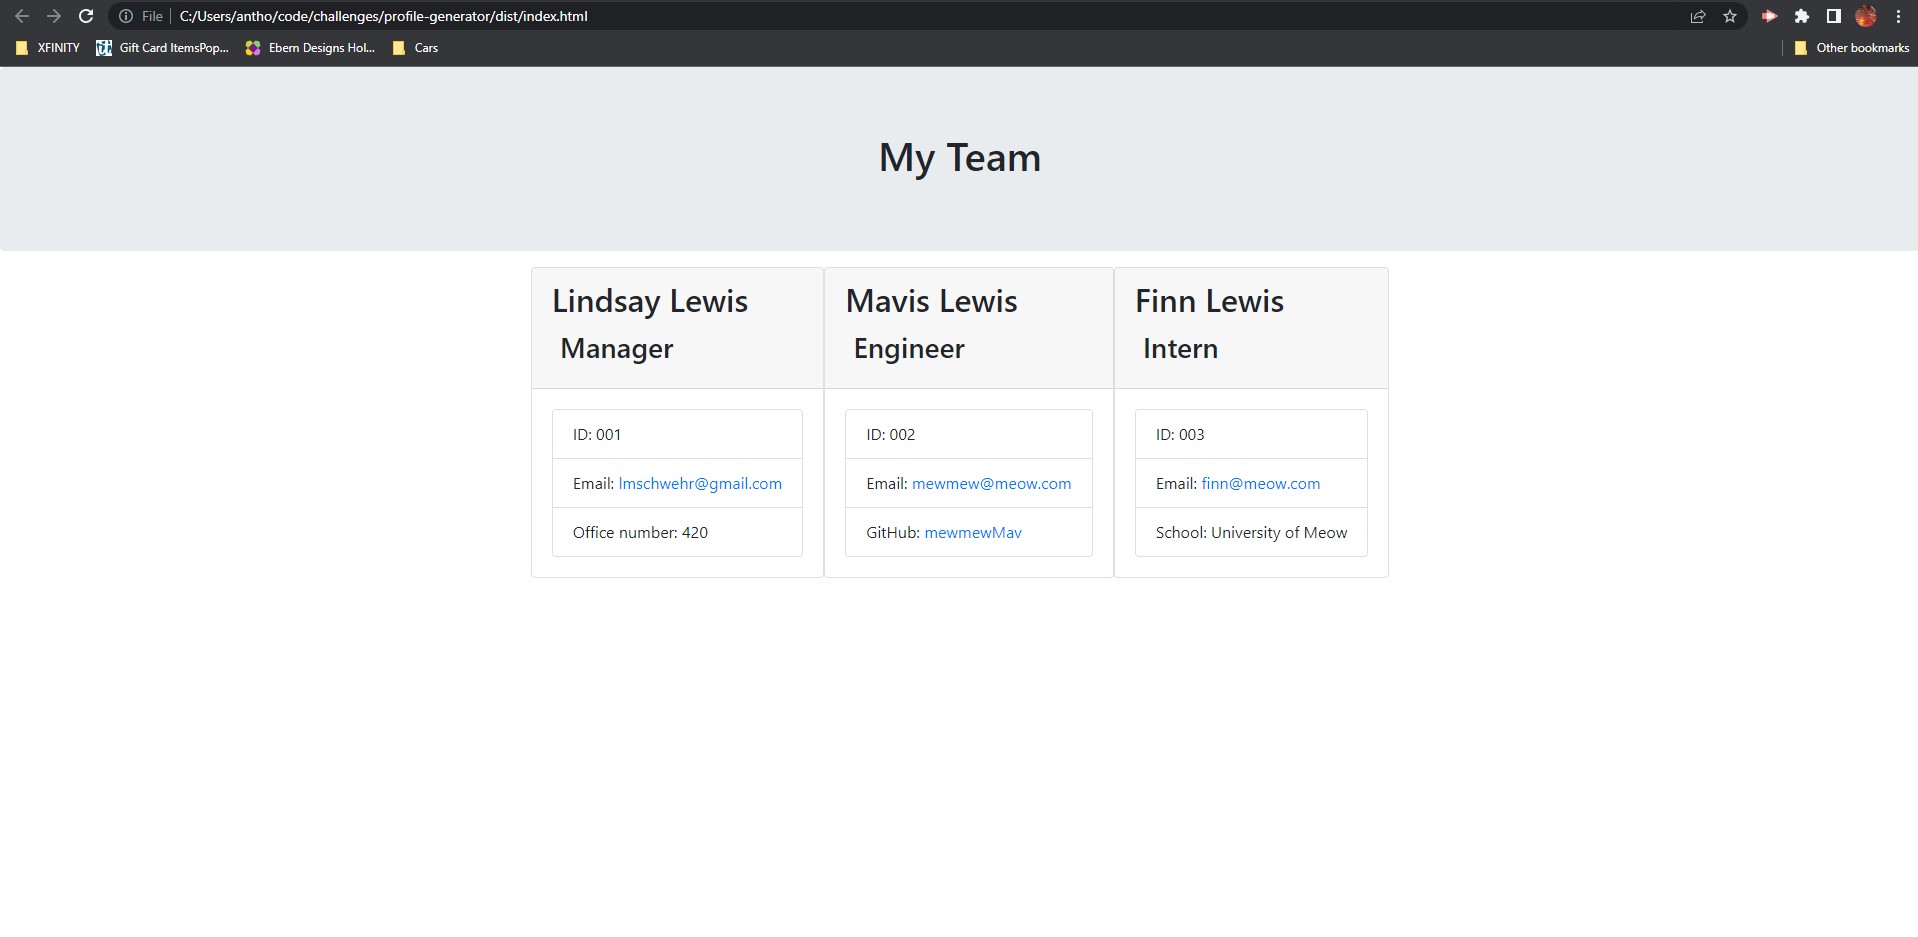 File C:/Users/antho/code/challenges/profile-generator/dist/index.html
XFINITY Gift Card ItemsPop... Ebern Designs Hol... Cars Other bookmarks
My Team
Lindsay Lewis
Manager
ID: 001
Email: lmschwehr@gmail.com
Office number: 420
Mavis Lewis
Engineer
ID: 002
Email: mewmew@meow.com
GitHub: mewmewMav
Finn Lewis
Intern
ID: 003
Email: finn@meow.com
School: University of Meow